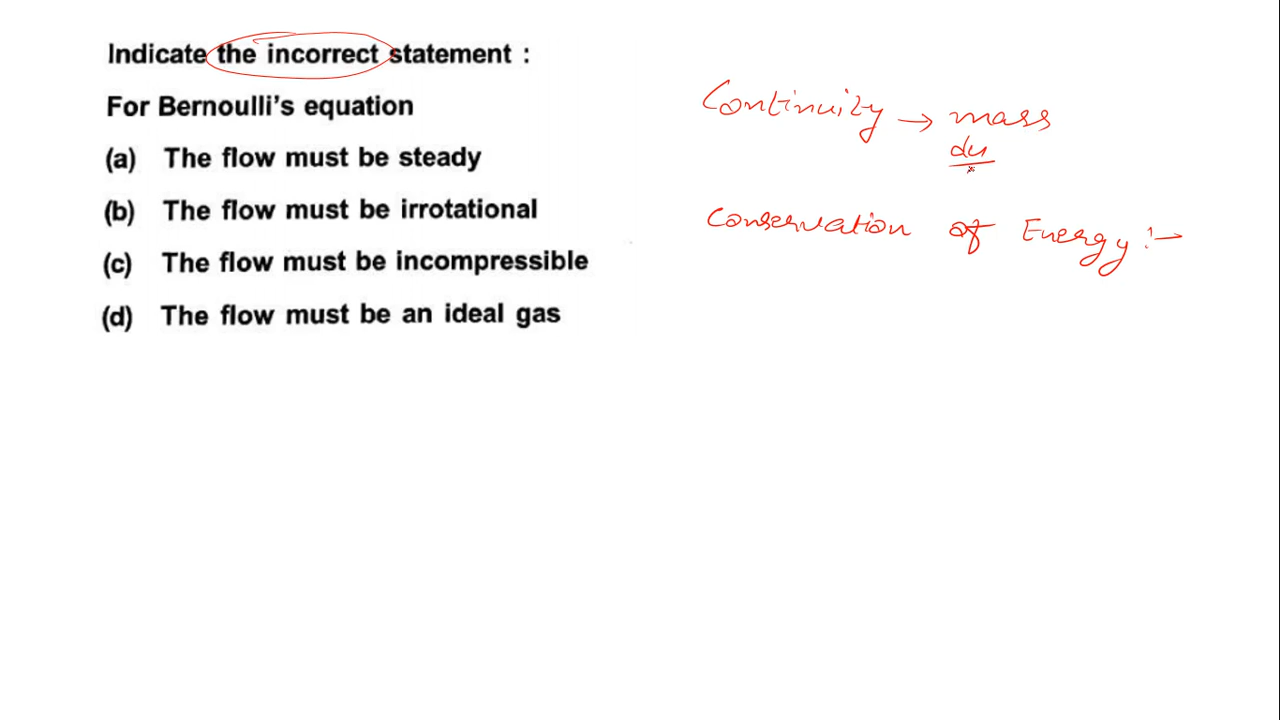 Indicate the incorrect statement :
For Bernoulli's equation
(a) The flow must be steady
(b) The flow must be irrotational
(c) The flow must be incompressible
(d) The flow must be an ideal gas
Continuity → mass
du
x
Conservation of Energy :-